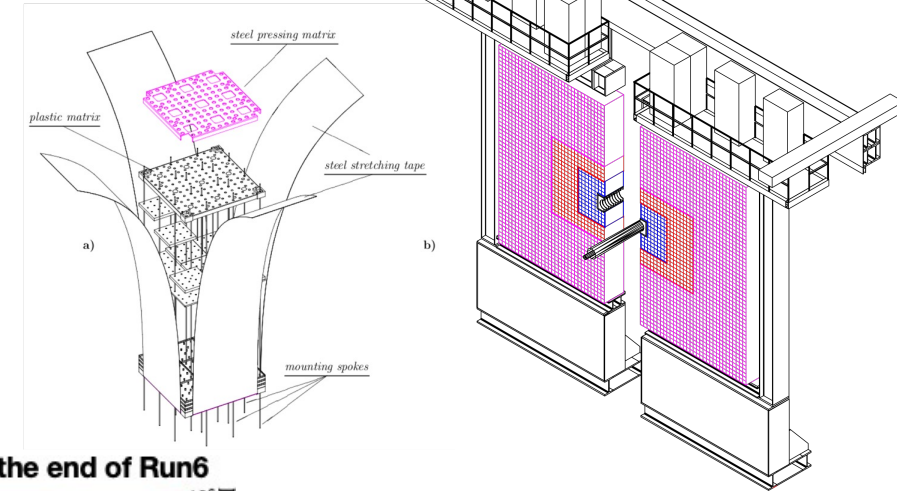 steel pressing matrix
plastic matrix
steel stretching tape
a)
b)
mounting spokes
the end of Run6